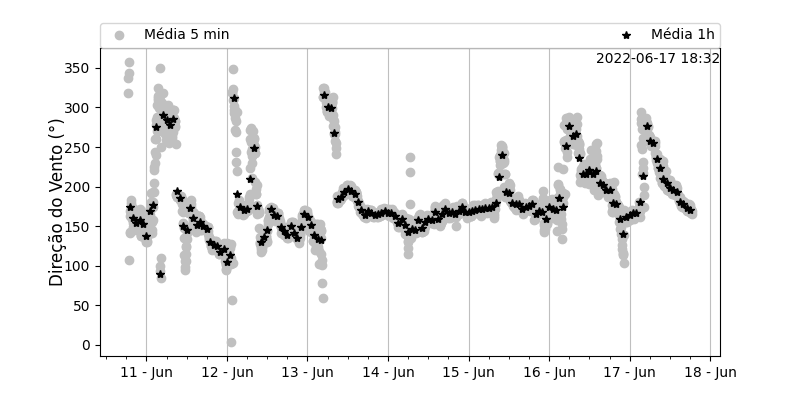 Média 5 min
Média 1h
2022-06-17 18:32
Direção do Vento (°)
350
300
250
200
150
100
50
0
11 - Jun
12 - Jun
13 - Jun
14 - Jun
15 - Jun
16 - Jun
17 - Jun
18 - Jun